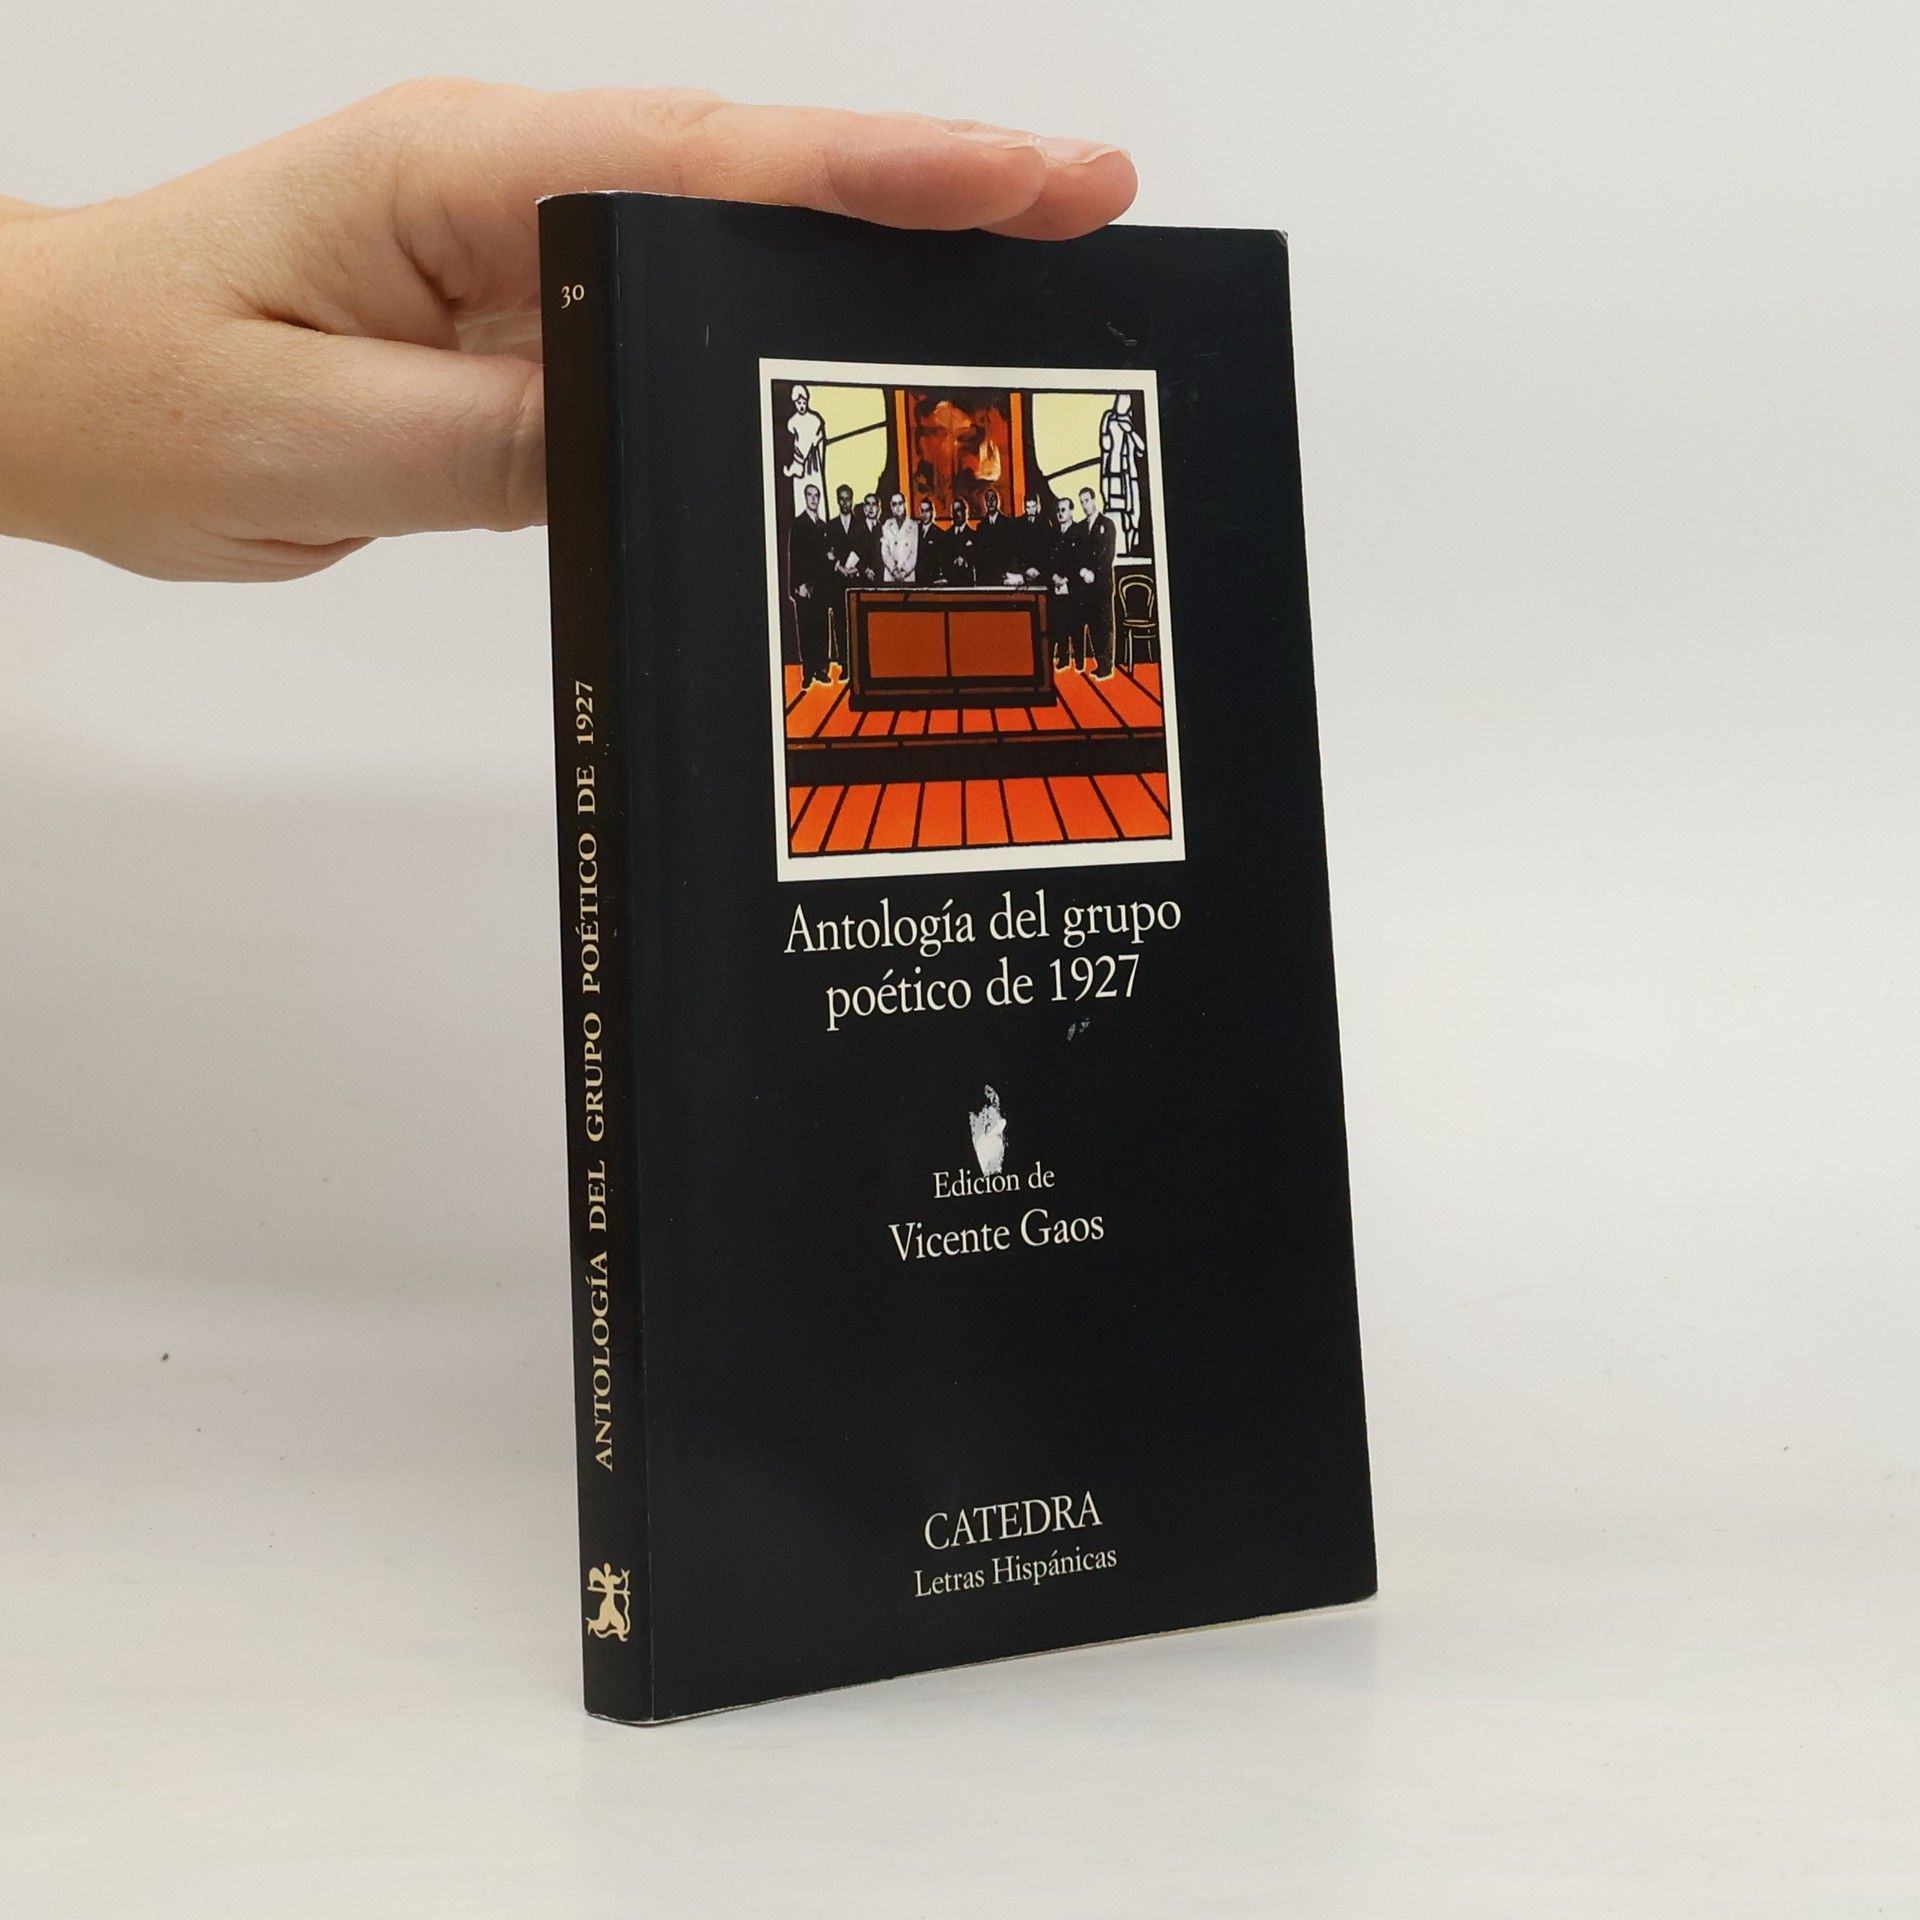 30
ANTOLOGÍA DEL GRUPO POÉTICO DE 1927
Antología del grupo
poético de 1927
Edición de
Vicente Gaos
CATEDRA
Letras Hispánicas